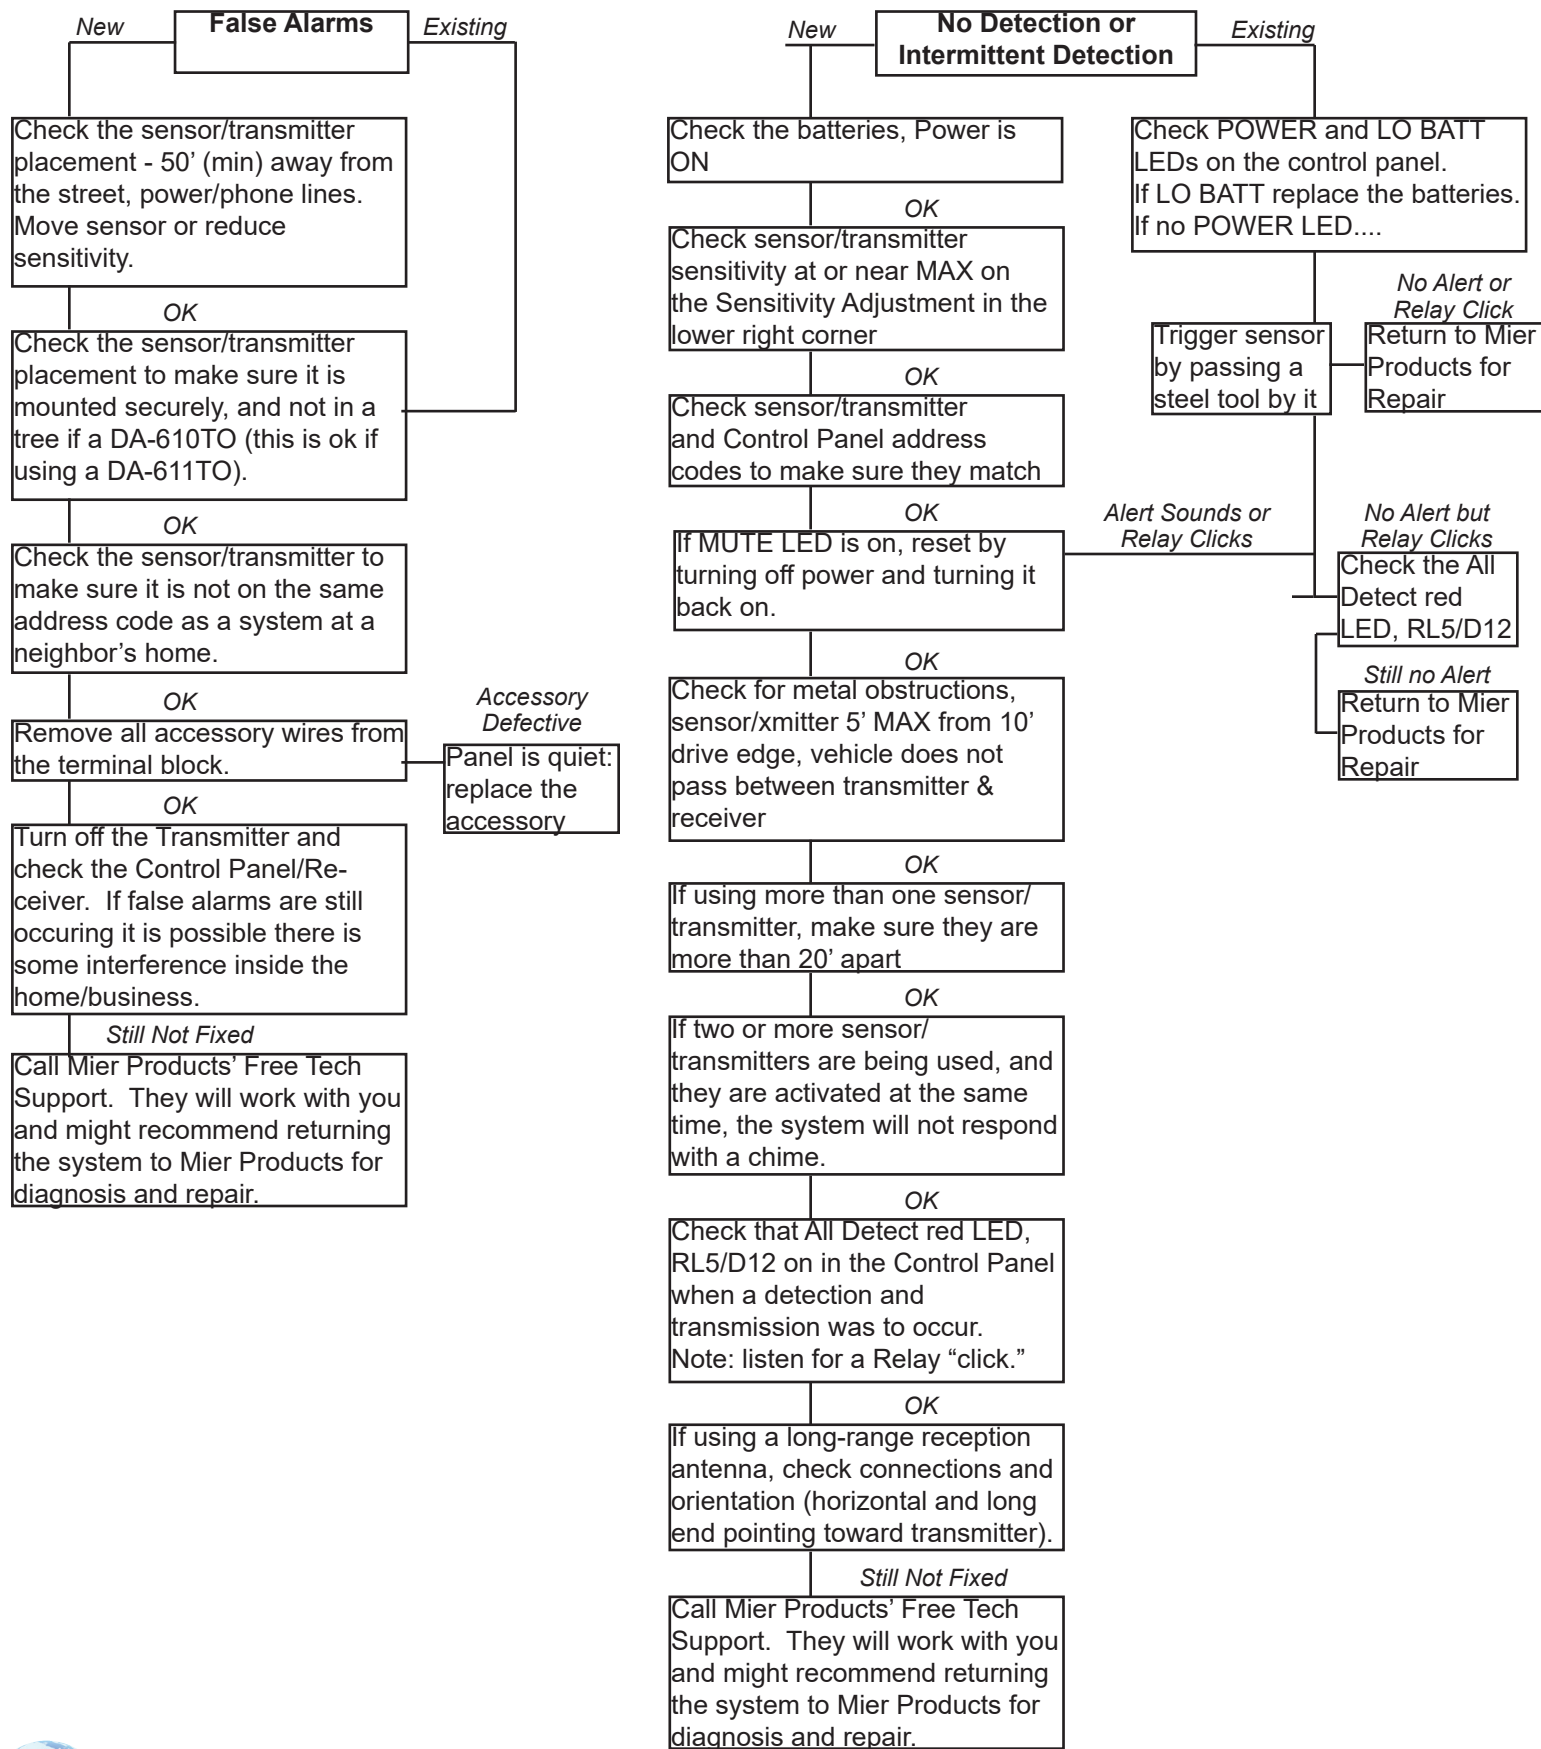 False Alarms
New
Existing
Check the sensor/transmitter
placement - 50’ (min) away from
the street, power/phone lines.
Move sensor or reduce
sensitivity.
OK
Check the sensor/transmitter
placement to make sure it is
mounted securely, and not in a
tree if a DA-610TO (this is ok if
using a DA-611TO).
OK
Check the sensor/transmitter to
make sure it is not on the same
address code as a system at a
neighbor’s home.
OK
Remove all accessory wires from
the terminal block.
Accessory
Defective
Panel is quiet:
replace the
accessory
OK
Turn off the Transmitter and
check the Control Panel/Re-
ceiver.  If false alarms are still
occuring it is possible there is
some interference inside the
home/business.
Still Not Fixed
Call Mier Products’ Free Tech
Support.  They will work with you
and might recommend returning
the system to Mier Products for
diagnosis and repair.
No Detection or
Intermittent Detection
New
Existing
Check the batteries, Power is
ON
OK
Check sensor/transmitter
sensitivity at or near MAX on
the Sensitivity Adjustment in the
lower right corner
OK
Check sensor/transmitter
and Control Panel address
codes to make sure they match
OK
If MUTE LED is on, reset by
turning off power and turning it
back on.
OK
Check for metal obstructions,
sensor/xmitter 5’ MAX from 10’
drive edge, vehicle does not
pass between transmitter &
receiver
OK
If using more than one sensor/
transmitter, make sure they are
more than 20’ apart
OK
If two or more sensor/
transmitters are being used, and
they are activated at the same
time, the system will not respond
with a chime.
OK
Check that All Detect red LED,
RL5/D12 on in the Control Panel
when a detection and
transmission was to occur.
Note: listen for a Relay “click.”
OK
If using a long-range reception
antenna, check connections and
orientation (horizontal and long
end pointing toward transmitter).
Still Not Fixed
Call Mier Products’ Free Tech
Support.  They will work with you
and might recommend returning
the system to Mier Products for
diagnosis and repair.
Check POWER and LO BATT
LEDs on the control panel.
If LO BATT replace the batteries.
If no POWER LED....
Trigger sensor
by passing a
steel tool by it
No Alert or
Relay Click
Return to Mier
Products for
Repair
Alert Sounds or
Relay Clicks
No Alert but
Relay Clicks
Check the All
Detect red
LED, RL5/D12
Still no Alert
Return to Mier
Products for
Repair